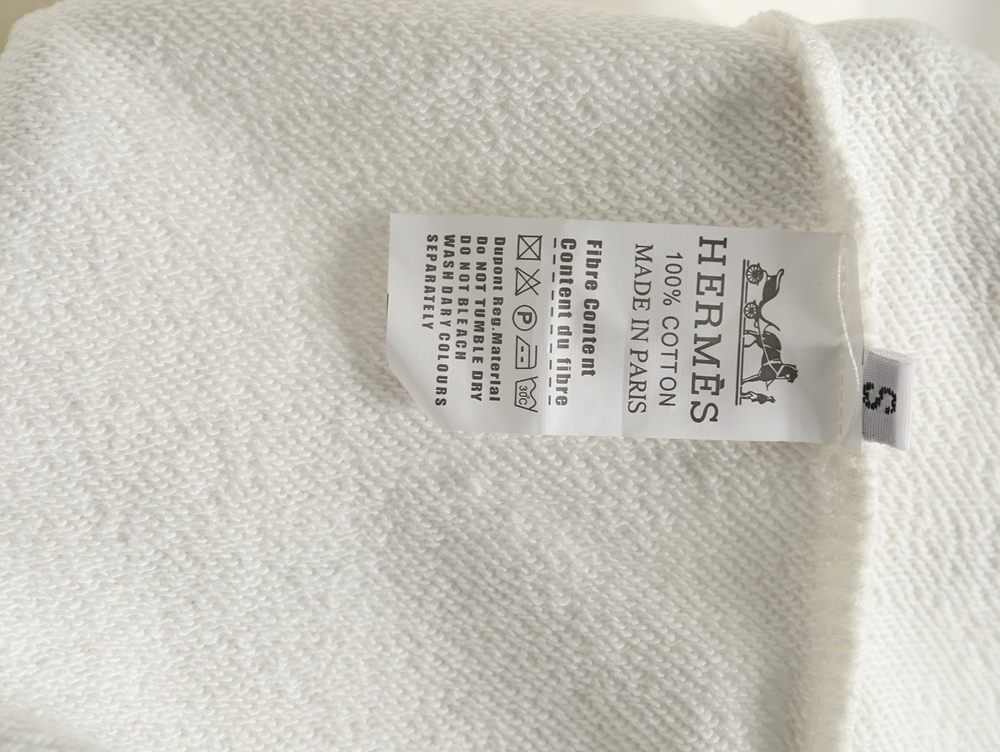 HERMÈS
100% COTTON
MADE IN PARIS
Fibre Content
Content du fibre
P
30C
Dupont Reg.Material
Do NOT TUMBLE DRY
DO NOT BLEACH
WASH DARY COLOURS
SEPARATELY
S